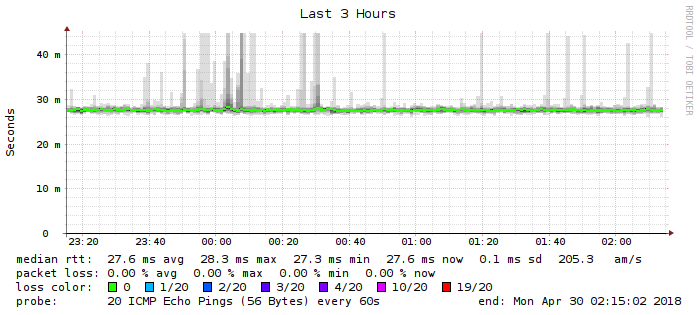 Last 3 Hours
RRDTOOL / TOBI OETIKER
Seconds
40 m
30 m
20 m
10 m
0
23:20 23:40 00:00 00:20 00:40 01:00 01:20 01:40 02:00
median rtt: 27.6 ms avg 28.3 ms max 27.3 ms min 27.6 ms now 0.1 ms sd 205.3 am/s
packet loss: 0.00 % avg 0.00 % max 0.00 % min 0.00 % now
loss color: 0 1/20 2/20 3/20 4/20 10/20 19/20
probe: 20 ICMP Echo Pings (56 Bytes) every 60s end: Mon Apr 30 02:15:02 2018